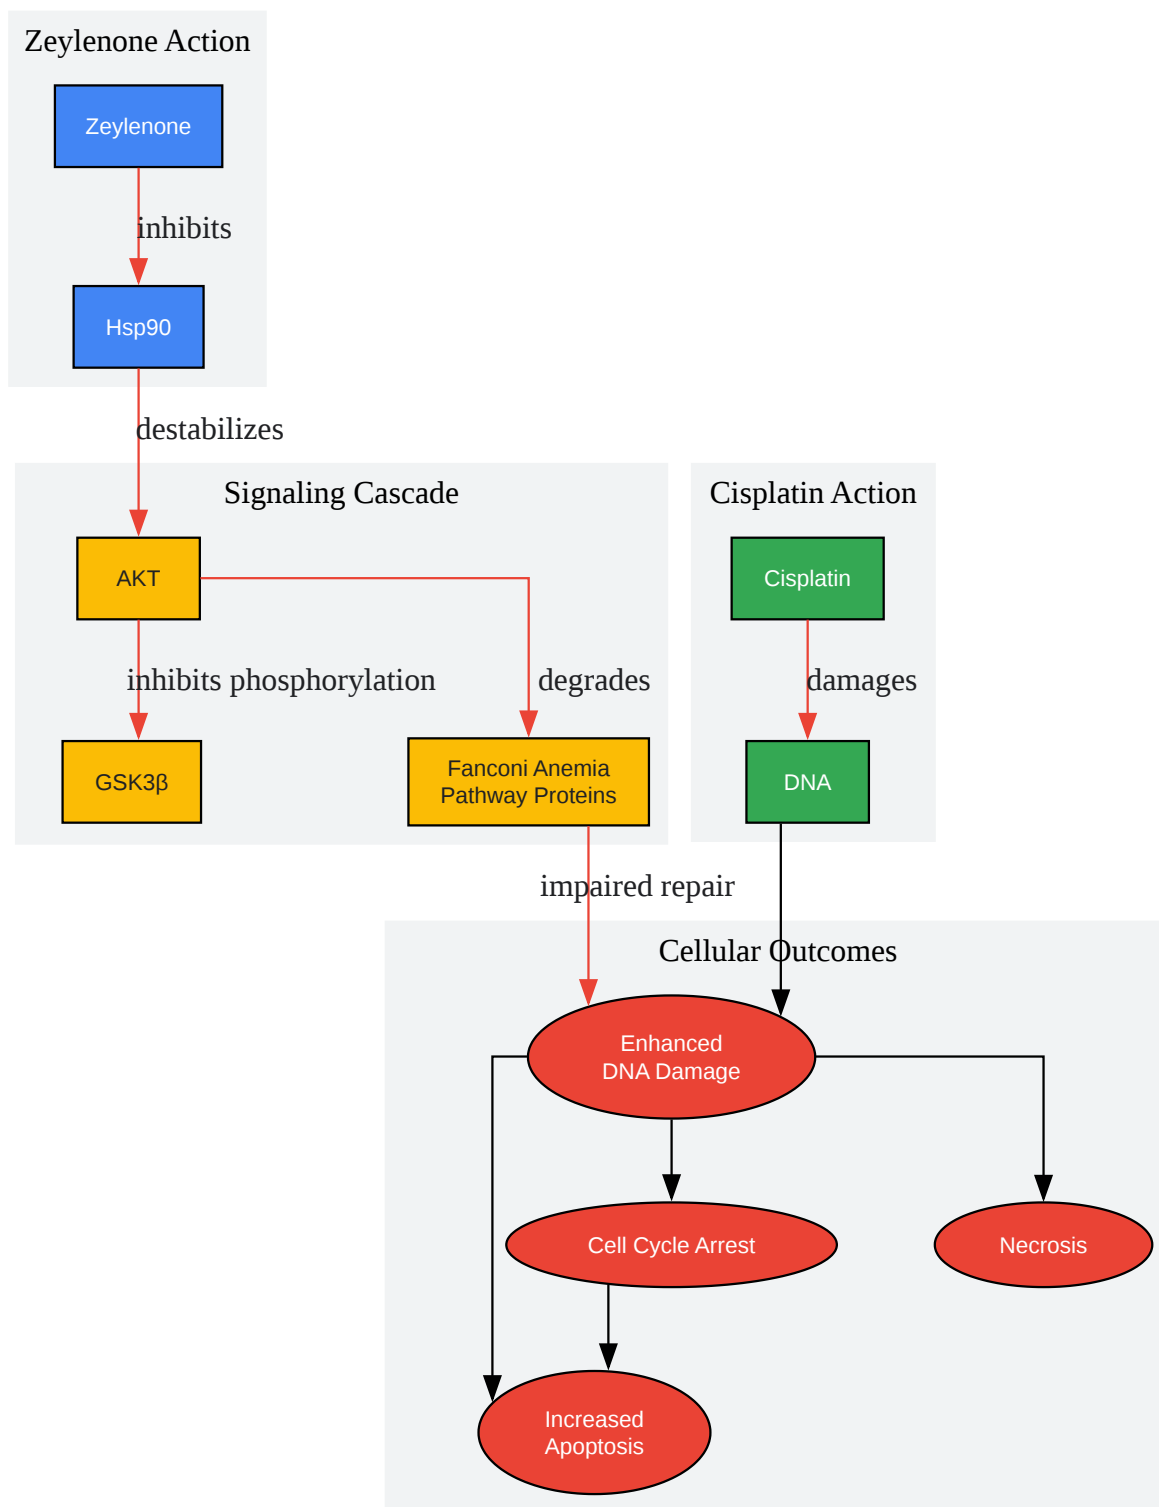 Zeylenone Action
Zeylenone
inhibits
Hsp90
destabilizes
Signaling Cascade
Cisplatin Action
AKT
Cisplatin
inhibits phosphorylation
degrades
damages
GSK3β
Fanconi Anemia
Pathway Proteins
DNA
impaired repair
Cellular Outcomes
Enhanced
DNA Damage
Cell Cycle Arrest
Necrosis
Increased
Apoptosis